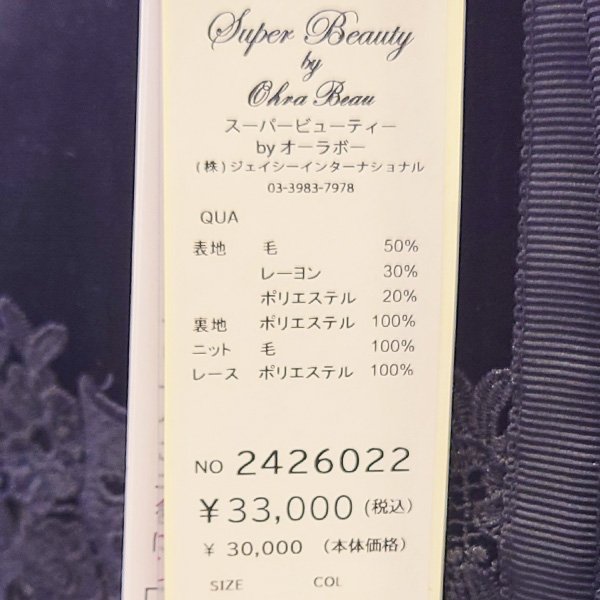 Super Beauty
by
Ohra Beau
スーパービューティー
by オーラボー
(株)ジェイシーインターナショナル
03-3983-7978
QUA
表地 毛 50%
レーヨン 30%
ポリエステル 20%
裏地 ポリエステル 100%
ニット 毛 100%
レース ポリエステル 100%
NO 2426022
¥33,000 (税込)
¥ 30,000 (本体価格)
SIZE COL